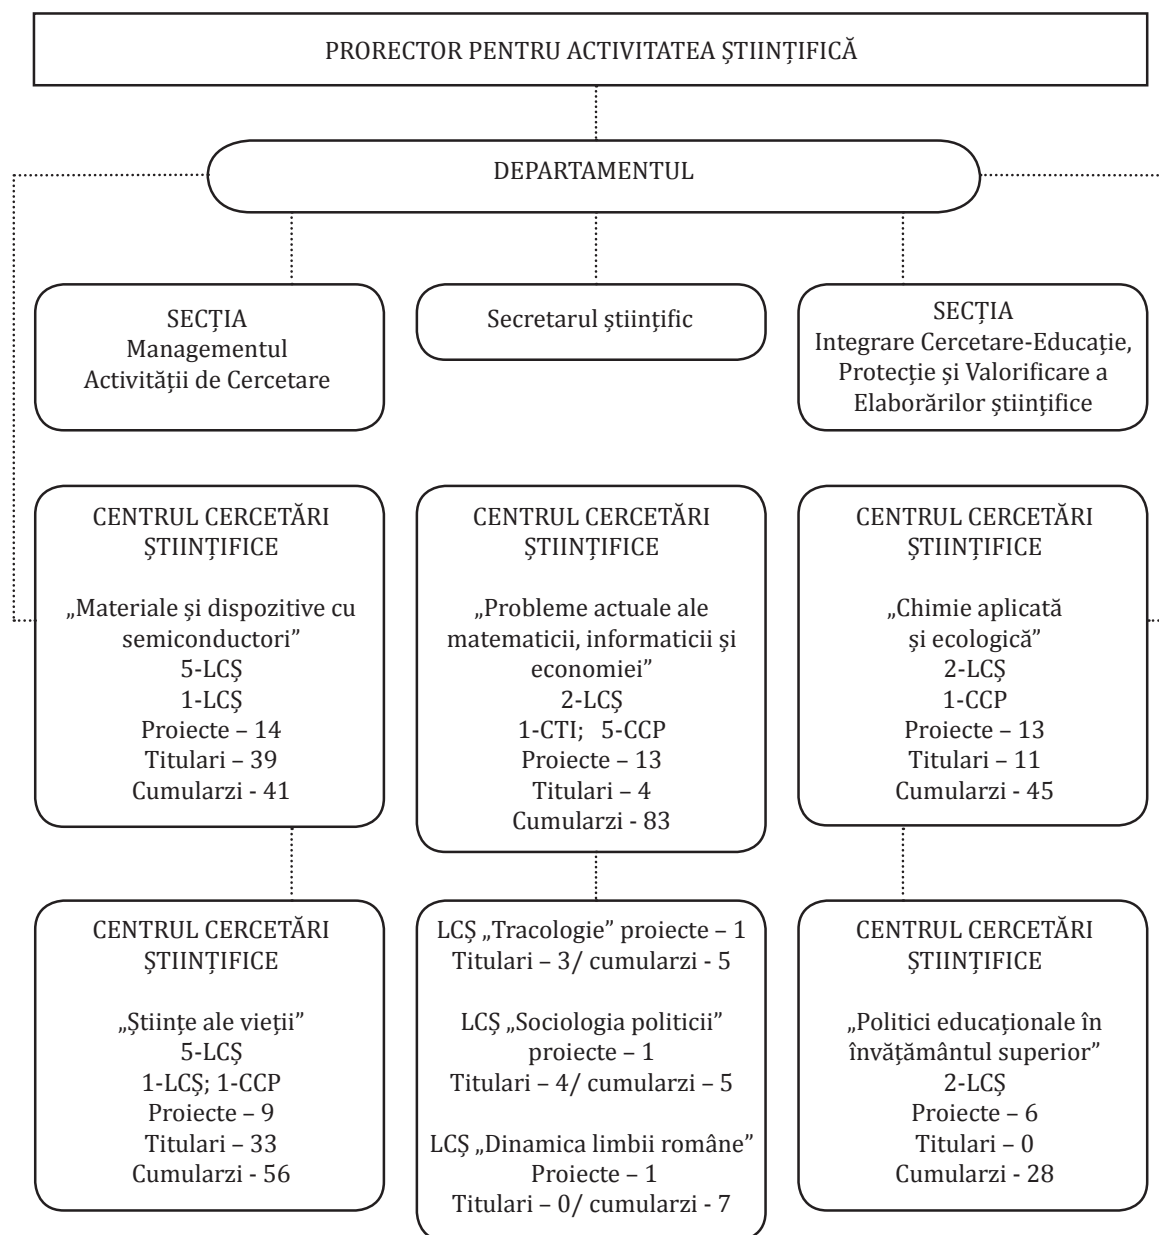 PRORECTOR PENTRU ACTIVITATEA ȘTIINȚIFICĂ
DEPARTAMENTUL
SECȚIA
Managementul
Activității de Cercetare
Secretarul științific
SECȚIA
Integrare Cercetare-Educație,
Protecție și Valorificare a
Elaborărilor științifice
CENTRUL CERCETĂRI
ȘTIINȚIFICE
„Materiale și dispozitive cu
semiconductori”
5-LCȘ
1-LCȘ
Proiecte – 14
Titulari – 39
Cumularzi - 41
CENTRUL CERCETĂRI
ȘTIINȚIFICE
„Probleme actuale ale
matematicii, informaticii și
economiei”
2-LCȘ
1-CTI; 5-CCP
Proiecte – 13
Titulari – 4
Cumularzi - 83
CENTRUL CERCETĂRI
ȘTIINȚIFICE
„Chimie aplicată
și ecologică”
2-LCȘ
1-CCP
Proiecte – 13
Titulari – 11
Cumularzi - 45
CENTRUL CERCETĂRI
ȘTIINȚIFICE
„Științe ale vieții”
5-LCȘ
1-LCȘ; 1-CCP
Proiecte – 9
Titulari – 33
Cumularzi - 56
LCȘ „Tracologie” proiecte – 1
Titulari – 3/ cumularzi - 5
LCȘ „Sociologia politicii”
proiecte – 1
Titulari – 4/ cumularzi – 5
LCȘ „Dinamica limbii române”
Proiecte – 1
Titulari – 0/ cumularzi - 7
CENTRUL CERCETĂRI
ȘTIINȚIFICE
„Politici educaționale în
învățământul superior”
2-LCȘ
Proiecte – 6
Titulari – 0
Cumularzi - 28